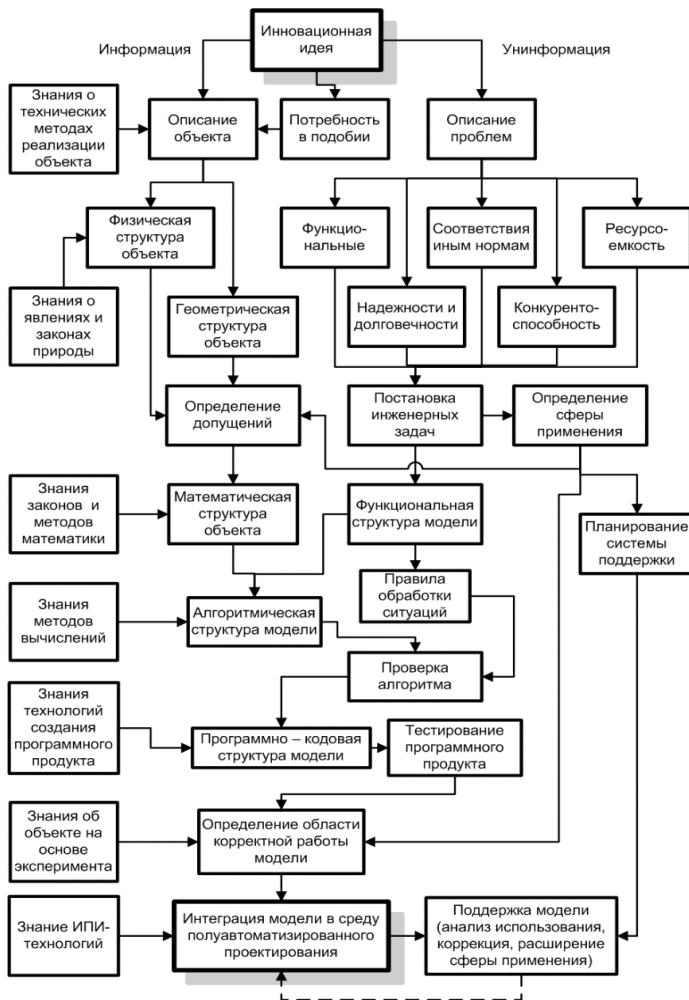 Информация
Инновационная
идея
Унинформация
Знания о
технических
методах
реализации
объекта
Описание
объекта
Потребность
в подобии
Описание
проблем
Физическая
структура
объекта
Функцио-
нальные
Соответствия
иным нормам
Ресурсо-
емкость
Знания о
явлениях и
законах
природы
Геометрическая
структура
объекта
Надежности и
долговечности
Конкуренто-
способность
Определение
допущений
Постановка
инженерных
задач
Определение
сферы
применения
Знания
законов и
методов
математики
Математическая
структура
объекта
Функциональная
структура модели
Планирование
системы
поддержки
Правила
обработки
ситуаций
Знания
методов
вычислений
Алгоритмическая
структура модели
Проверка
алгоритма
Знания
технологий
создания
программного
продукта
Программно – кодовая
структура модели
Тестирование
программного
продукта
Знания об
объекте на
основе
эксперимента
Определение области
корректной работы
модели
Знание ИПИ-
технологий
Интеграция модели в среду
полуавтоматизированного
проектирования
Поддержка модели
(анализ использования,
коррекция, расширение
сферы применения)